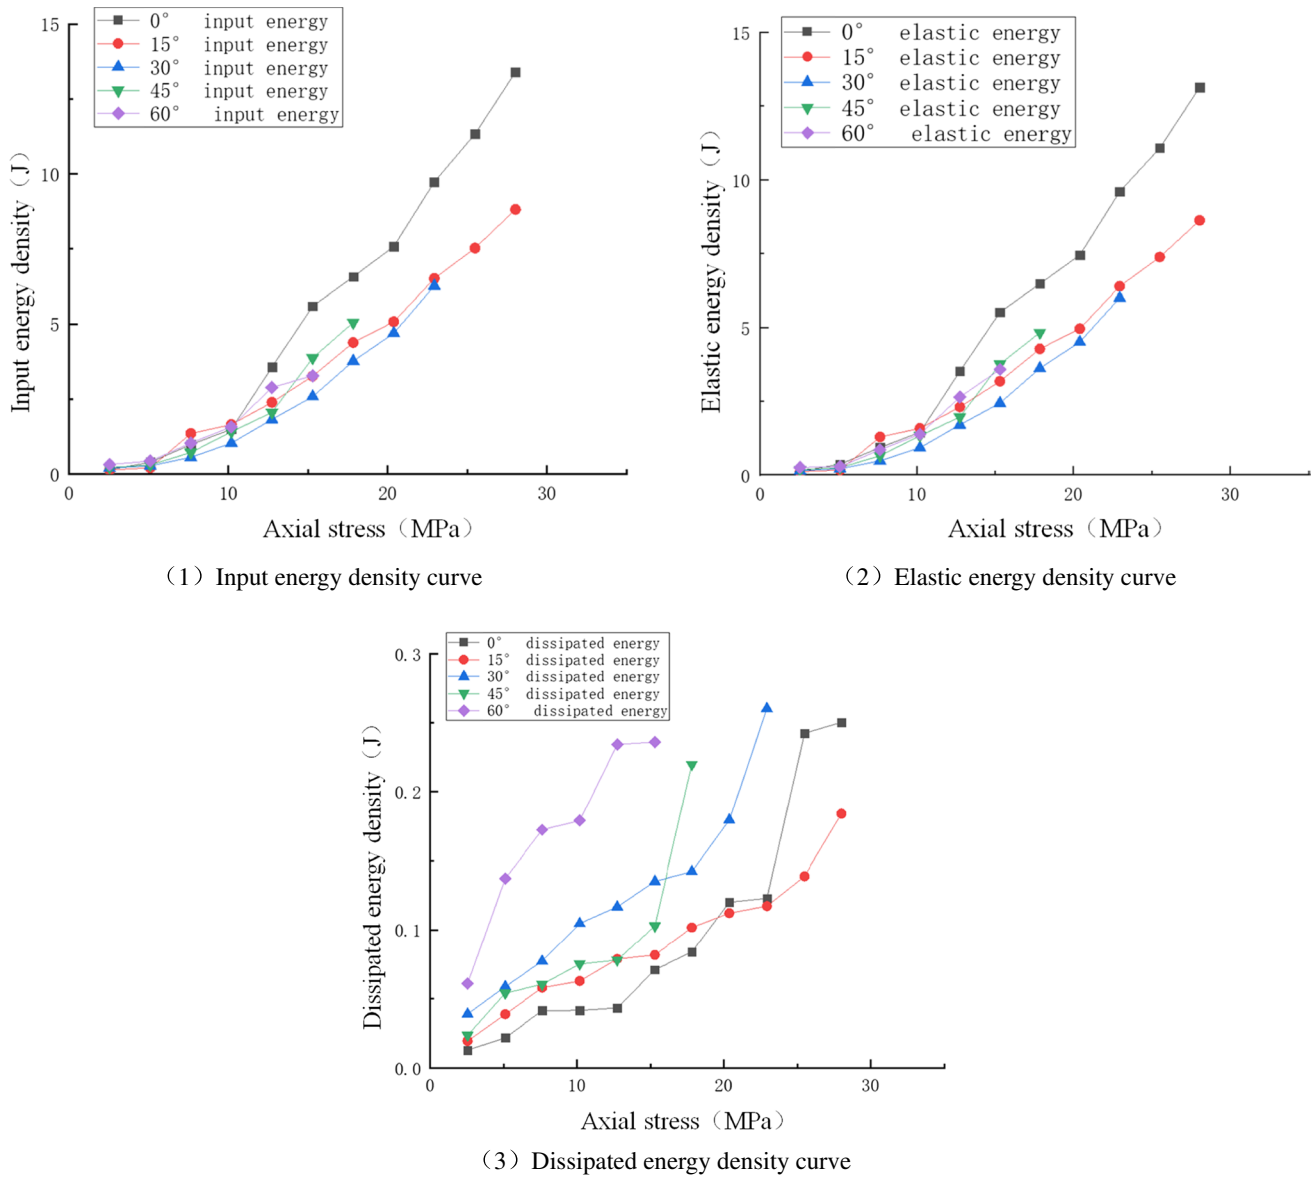 15
10
5
0
0° input energy
15° input energy
30° input energy
45° input energy
60° input energy
Input energy density（J）
0
10
20
30
Axial stress（MPa）
（1）Input energy density curve
15
10
5
0
0° elastic energy
15° elastic energy
30° elastic energy
45° elastic energy
60° elastic energy
Elastic energy density（J）
0
10
20
30
Axial stress（MPa）
（2）Elastic energy density curve
0.3
0.2
0.1
0.0
0° dissipated energy
15° dissipated energy
30° dissipated energy
45° dissipated energy
60° dissipated energy
Dissipated energy density（J）
0
10
20
30
Axial stress（MPa）
（3）Dissipated energy density curve